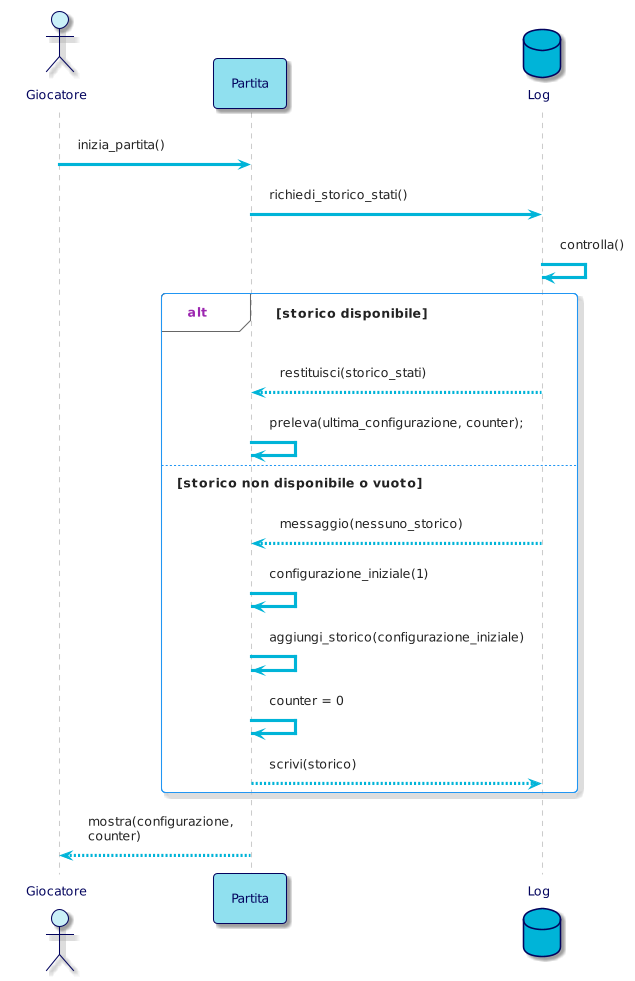 Giocatore
Partita
Log
inizia_partita()
richiedi_storico_stati()
controlla()
alt
[storico disponibile]
restituisci(storico_stati)
preleva(ultima_configurazione, counter);
[storico non disponibile o vuoto]
messaggio(nessuno_storico)
configurazione_iniziale(1)
aggiungi_storico(configurazione_iniziale)
counter = 0
scrivi(storico)
mostra(configurazione,
counter)
Giocatore
Partita
Log